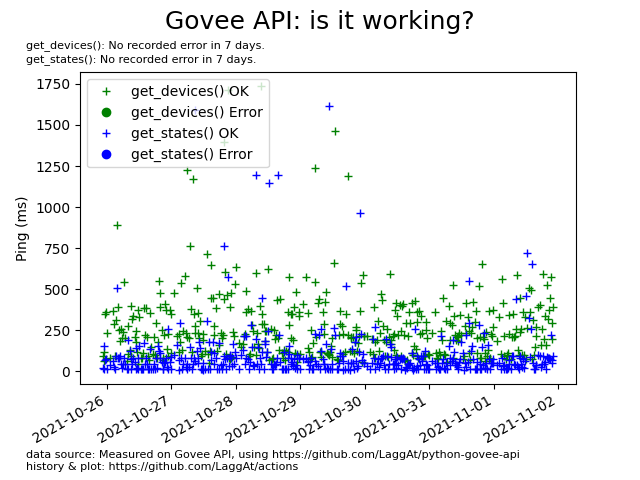 Govee API: is it working?
get_devices(): No recorded error in 7 days.
get_states(): No recorded error in 7 days.
get_devices() OK
get_devices() Error
get_states() OK
get_states() Error
Ping (ms)
1750
1500
1250
1000
750
500
250
0
2021-10-26
2021-10-27
2021-10-28
2021-10-29
2021-10-30
2021-10-31
2021-11-01
2021-11-02
data source: Measured on Govee API, using https://github.com/LaggAt/python-govee-api
history & plot: https://github.com/LaggAt/actions